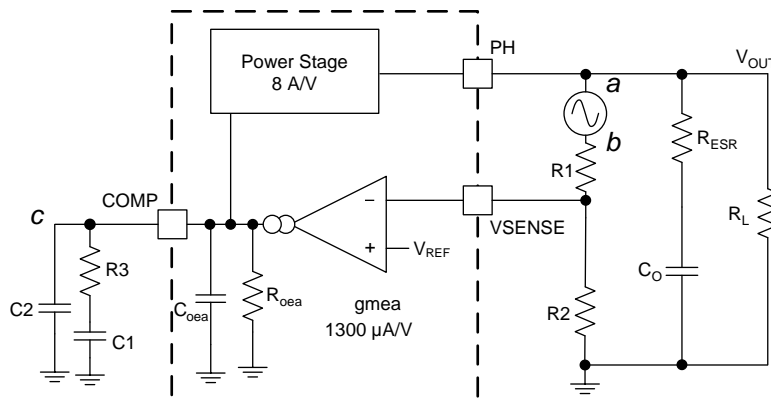 Power Stage
8 A/V
PH
VOUT
a
b
R1
RESR
COMP
VSENSE
c
VREF
RL
R3
CO
C2
Coea
Roea
gmea
1300 µA/V
R2
C1
−
+